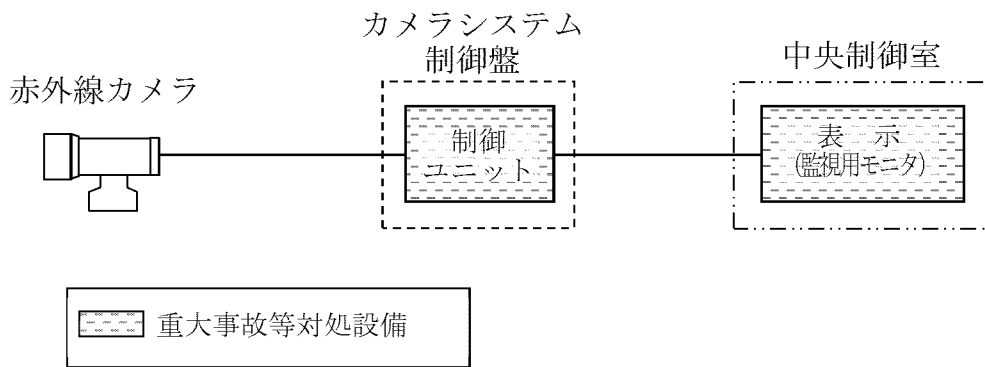 カメラシステム
制御盤
中央制御室
赤外線カメラ
制御
ユニット
表 示
(監視用モニタ)
重大事故等対処設備